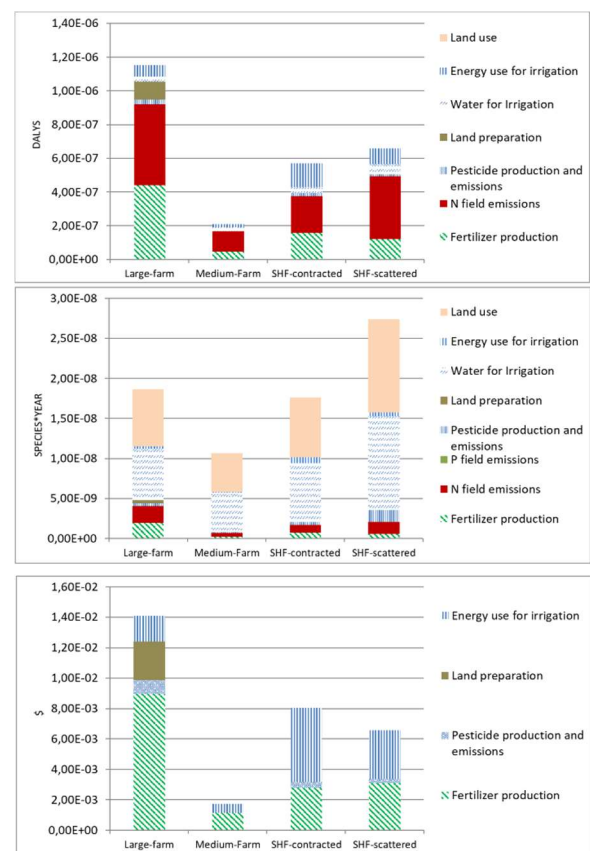 1,40E-06
1,20E-06
1,00E-06
8,00E-07
6,00E-07
4,00E-07
2,00E-07
0,00E+00
DALYS
Large-farm Medium-Farm SHF-contracted SHF-scattered
Land use
Energy use for irrigation
Water for Irrigation
Land preparation
Pesticide production and
emissions
N field emissions
Fertilizer production
3,00E-08
2,50E-08
2,00E-08
1,50E-08
1,00E-08
5,00E-09
0,00E+00
SPECIES*YEAR
Large-farm Medium-Farm SHF-contracted SHF-scattered
Land use
Energy use for irrigation
Water for Irrigation
Land preparation
Pesticide production and
emissions
P field emissions
N field emissions
Fertilizer production
1,60E-02
1,40E-02
1,20E-02
1,00E-02
8,00E-03
6,00E-03
4,00E-03
2,00E-03
0,00E+00
$
Large-farm Medium-Farm SHF-contracted SHF-scattered
Energy use for irrigation
Land preparation
Pesticide production and
emissions
Fertilizer production